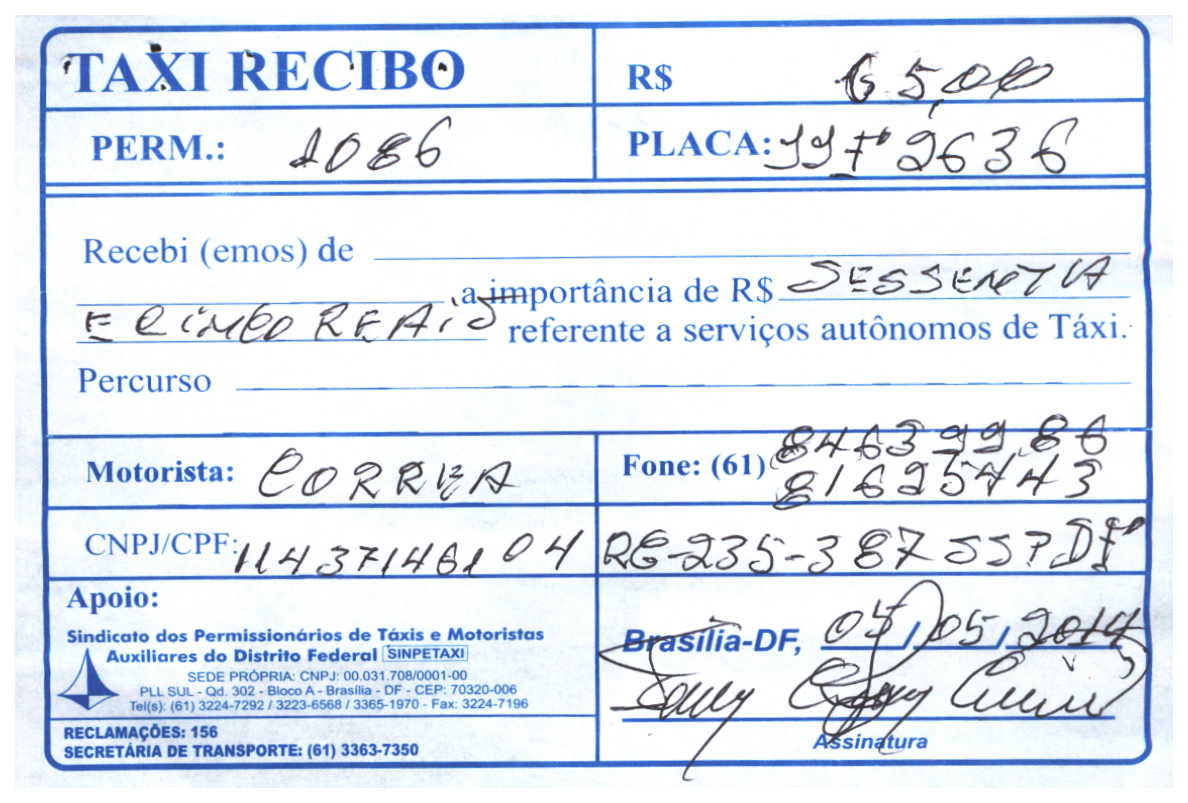 TAXI RECIBO R$ 65,00
PERM.: 1086 PLACA: JJF 2636
Recebi (emos) de
a importância de R$ SESSENTA
E CINCO REAIS referente a serviços autônomos de Táxi.
Percurso
Motorista: CORREA Fone: (61) 84639986
81625743
CNPJ/CPF: 11437146104 RG-235-387 SSP DF
Apoio:
Sindicato dos Permissionários de Táxis e Motoristas
Auxiliares do Distrito Federal SINPETAXI
SEDE PRÓPRIA: CNPJ: 00.031.708/0001-00
PLL SUL - Qd. 302 - Bloco A - Brasília - DF - CEP: 70320-006
Tel(s): (61) 3224-7292 / 3223-6568 / 3365-1970 - Fax: 3224-7196
RECLAMAÇÕES: 156
SECRETÁRIA DE TRANSPORTE: (61) 3363-7350
Brasília-DF, 05/05/2014
Assinatura